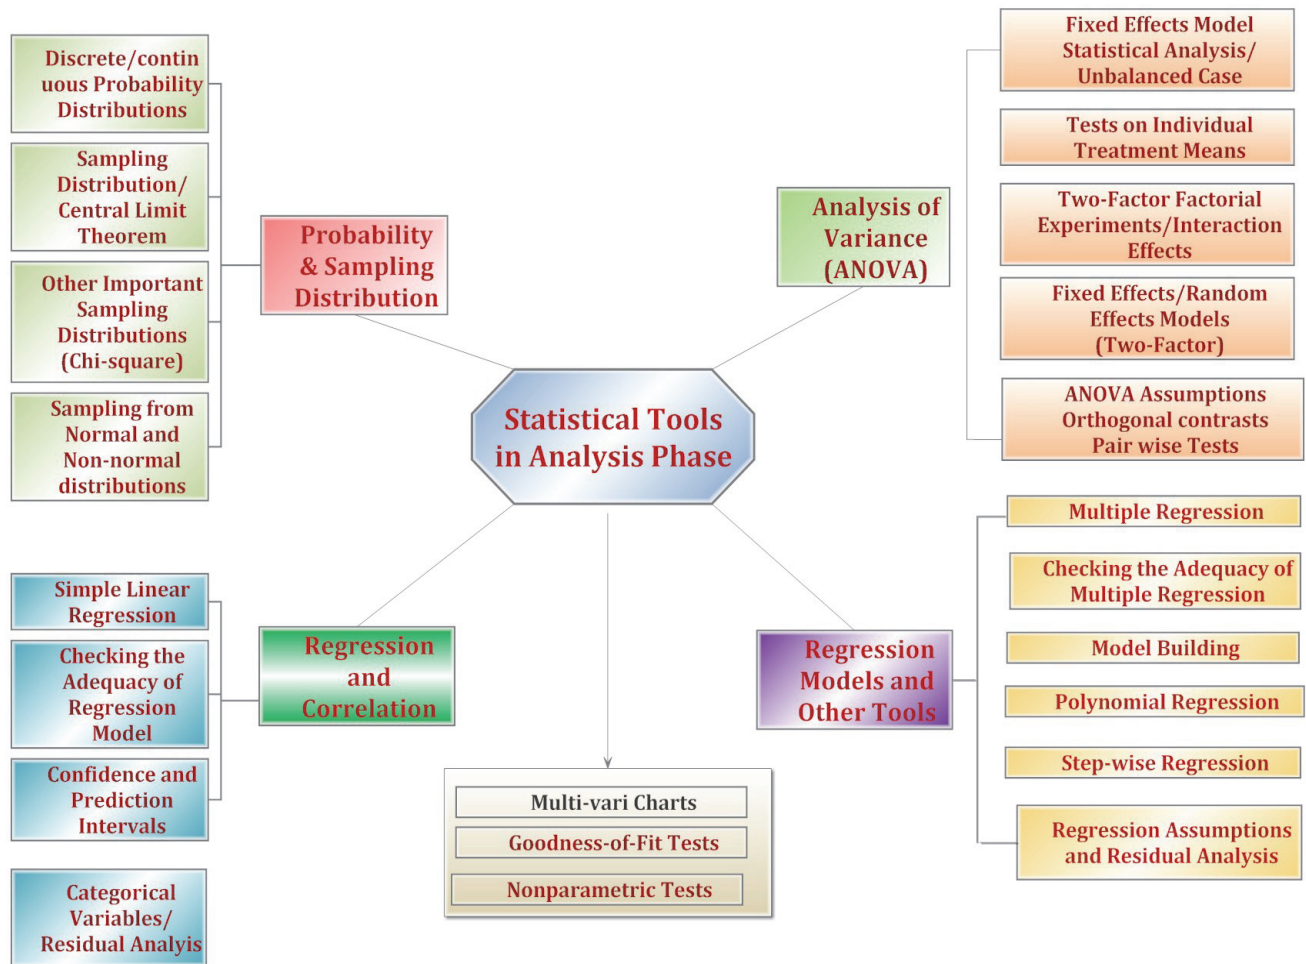 Discrete/contin
uous Probability
Distributions
Sampling
Distribution/
Central Limit
Theorem
Other Important
Sampling
Distributions
(Chi-square)
Sampling from
Normal and
Non-normal
distributions
Probability
& Sampling
Distribution
Analysis of
Variance
(ANOVA)
Fixed Effects Model
Statistical Analysis/
Unbalanced Case
Tests on Individual
Treatment Means
Two-Factor Factorial
Experiments/Interaction
Effects
Fixed Effects/Random
Effects Models
(Two-Factor)
ANOVA Assumptions
Orthogonal contrasts
Pair wise Tests
Statistical Tools
in Analysis Phase
Simple Linear
Regression
Checking the
Adequacy of
Regression
Model
Confidence and
Prediction
Intervals
Categorical
Variables/
Residual Analyis
Regression
and
Correlation
Multi-vari Charts
Goodness-of-Fit Tests
Nonparametric Tests
Regression
Models and
Other Tools
Multiple Regression
Checking the Adequacy of
Multiple Regression
Model Building
Polynomial Regression
Step-wise Regression
Regression Assumptions
and Residual Analysis